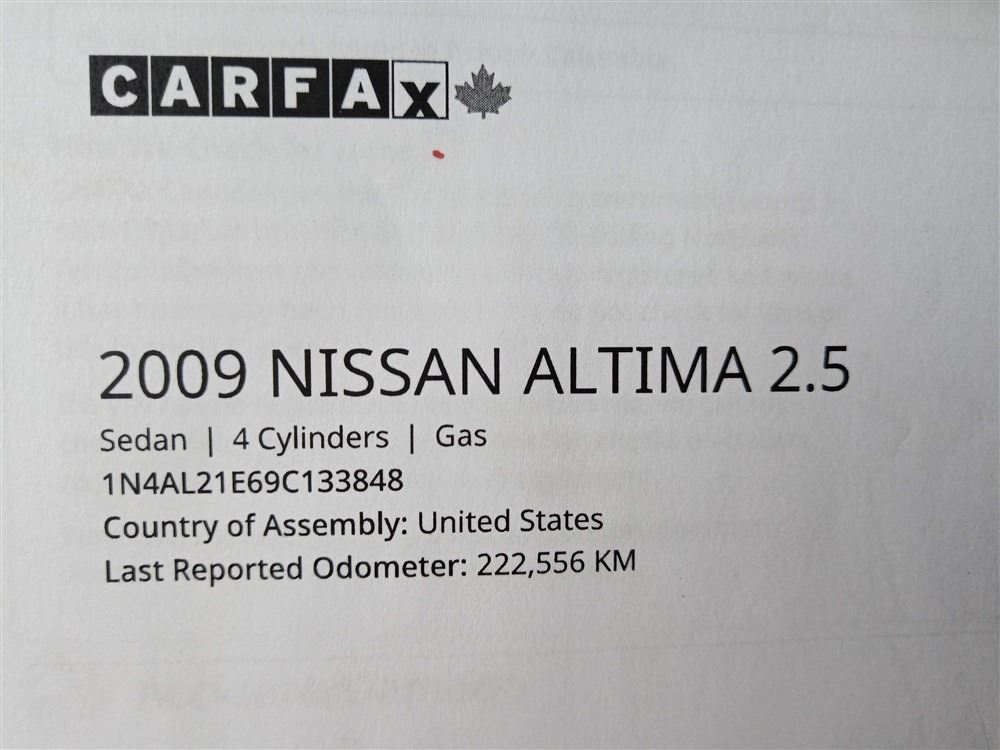 CARFAX
2009 NISSAN ALTIMA 2.5
Sedan | 4 Cylinders | Gas
1N4AL21E69C133848
Country of Assembly: United States
Last Reported Odometer: 222,556 KM